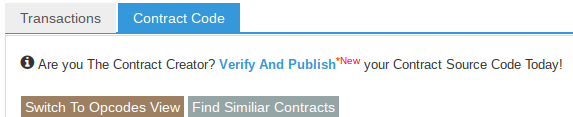 Transactions Contract Code
Are you The Contract Creator? Verify And Publish*New your Contract Source Code Today!
Switch To Opcodes View Find Similiar Contracts